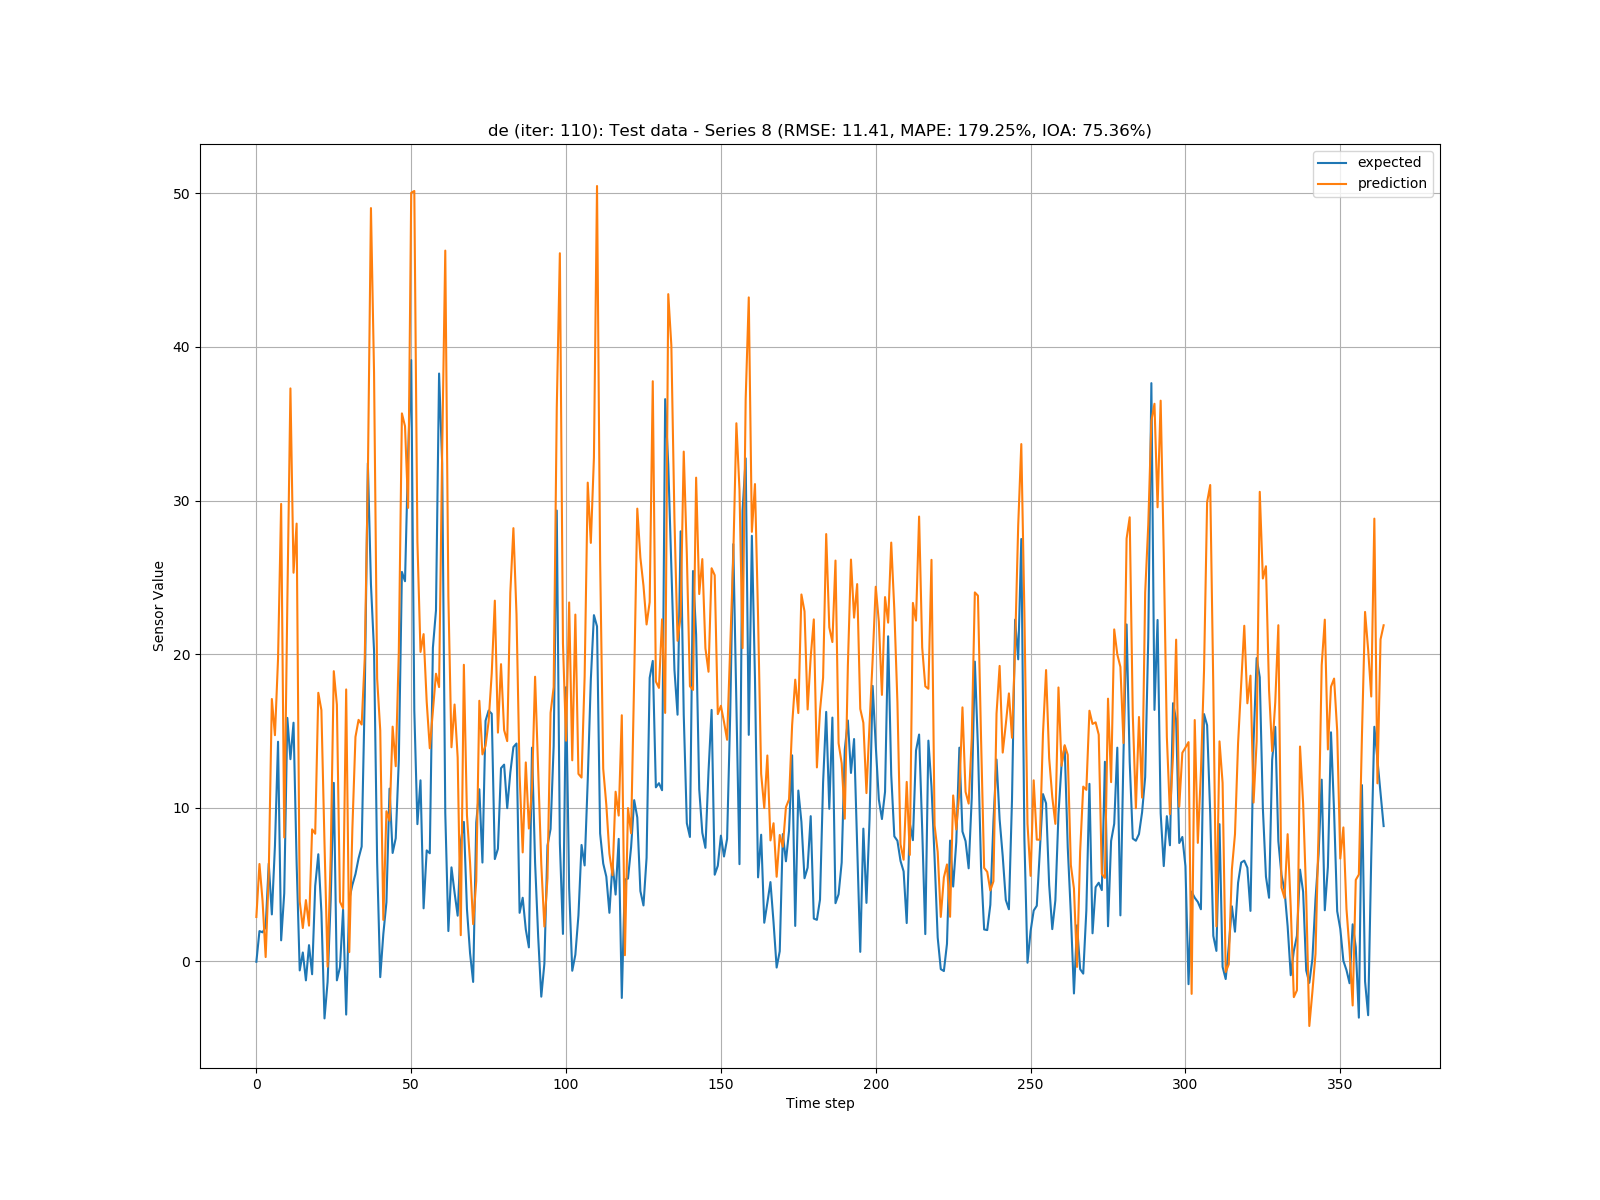 de (iter: 110): Test data - Series 8 (RMSE: 11.41, MAPE: 179.25%, IOA: 75.36%)
expected
prediction
50
40
30
20
10
0
Sensor Value
0 50 100 150 200 250 300 350
Time step